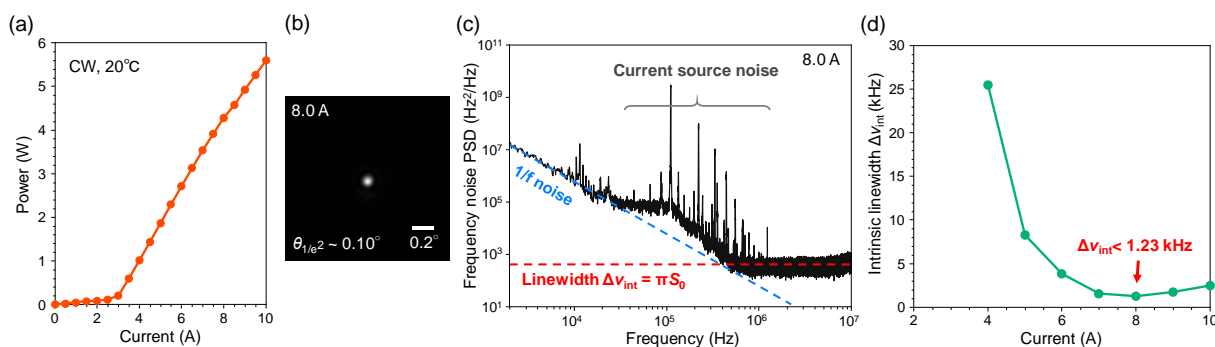 (a)
Power (W)
6
5
4
3
2
1
0
CW, 20℃
0 2 4 6 8 10
Current (A)
(b)
8.0 A
θ1/e² ~ 0.10°
0.2°
(c)
Frequency noise PSD (Hz²/Hz)
10¹¹
10⁹
10⁷
10⁵
10³
10¹
8.0 A
Current source noise
1/f noise
Linewidth Δνint = πS₀
10⁴ 10⁵ 10⁶ 10⁷
Frequency (Hz)
(d)
Intrinsic linewidth Δνint (kHz)
30
25
20
15
10
5
0
Δνint< 1.23 kHz
2 4 6 8 10
Current (A)